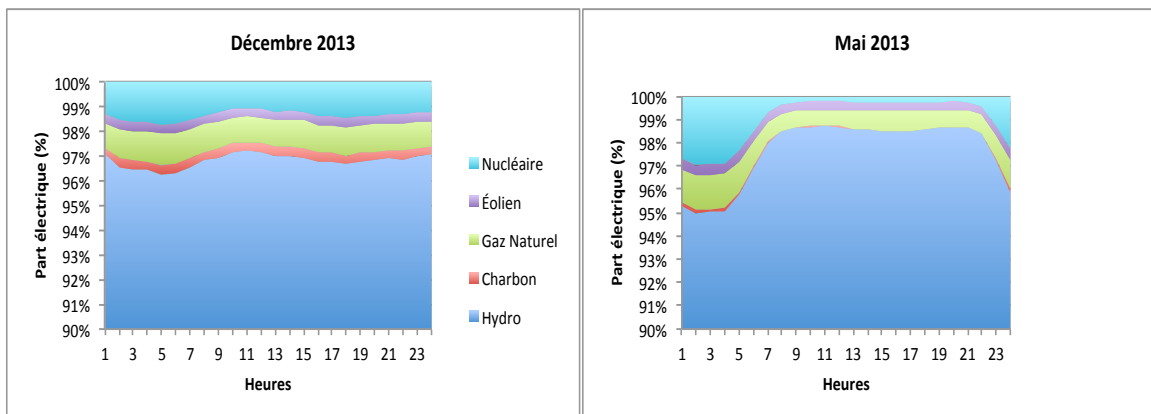 Décembre 2013
Part électrique (%)
100%
99%
98%
97%
96%
95%
94%
93%
92%
91%
90%
1 3 5 7 9 11 13 15 17 19 21 23
Heures
Nucléaire
Éolien
Gaz Naturel
Charbon
Hydro
Mai 2013
Part électrique (%)
100%
99%
98%
97%
96%
95%
94%
93%
92%
91%
90%
1 3 5 7 9 11 13 15 17 19 21 23
Heures